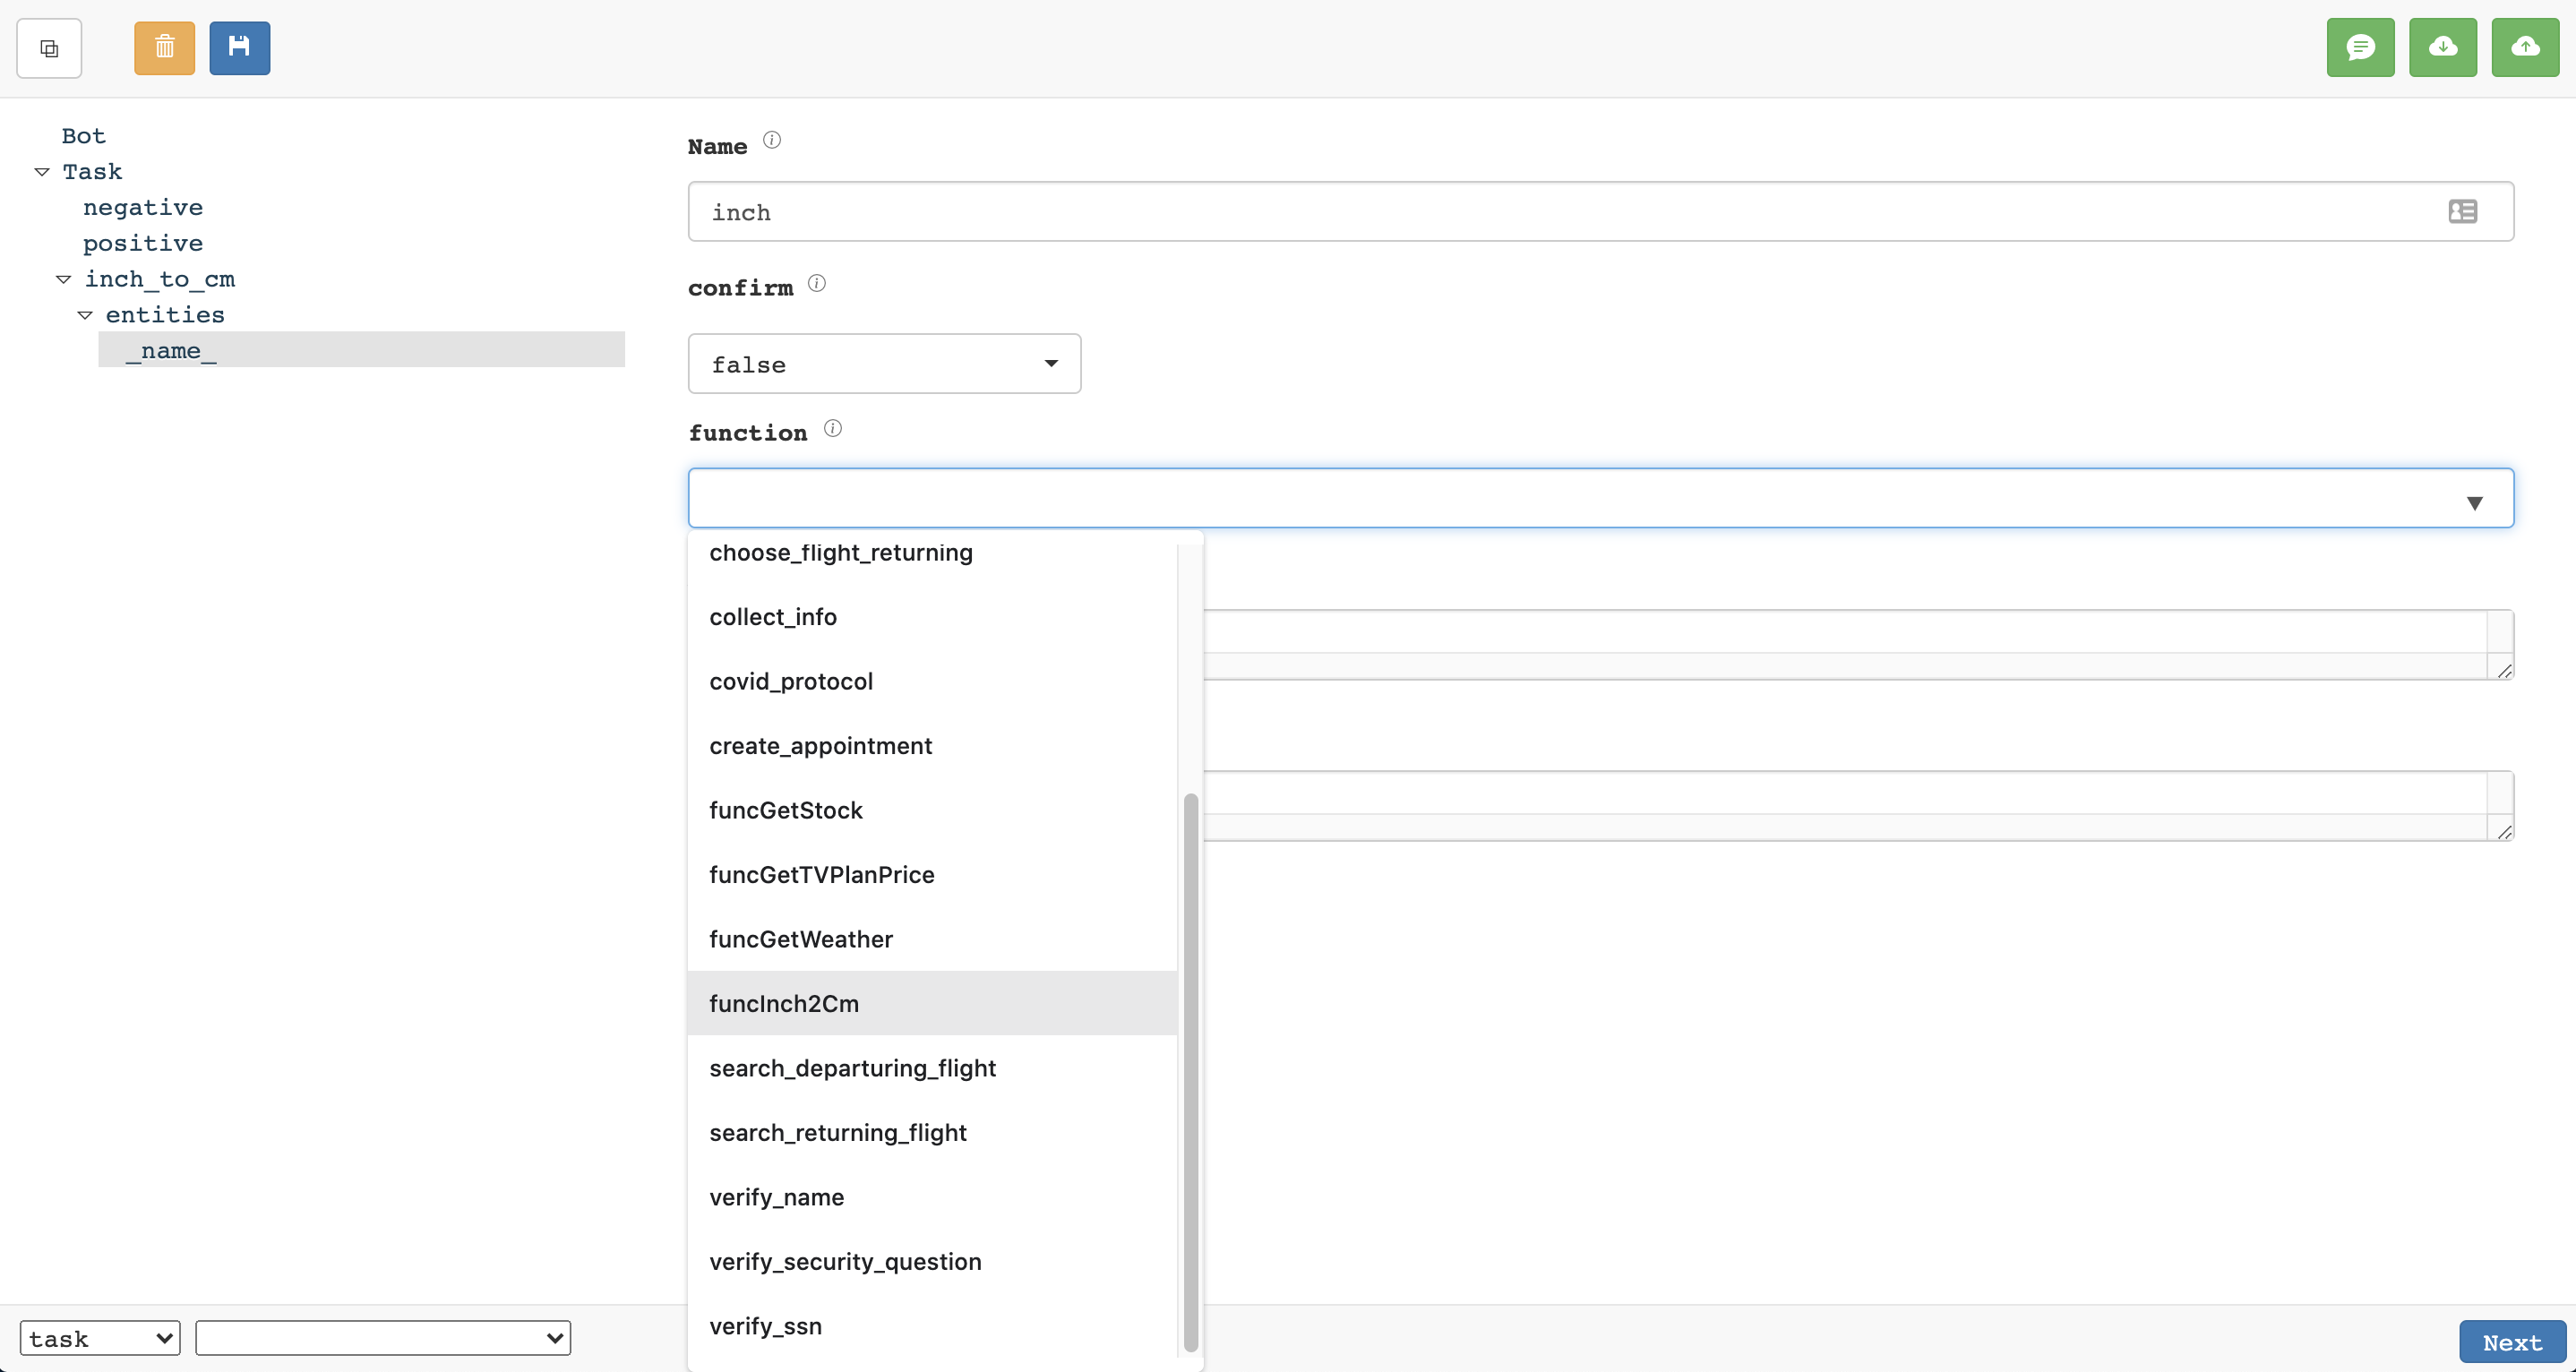 Bot
Task
negative
positive
inch_to_cm
entities
_name_
Name
inch
confirm
false
function
choose_flight_returning
collect_info
covid_protocol
create_appointment
funcGetStock
funcGetTVPlanPrice
funcGetWeather
funcInch2Cm
search_departuring_flight
search_returning_flight
verify_name
verify_security_question
verify_ssn
task
Next